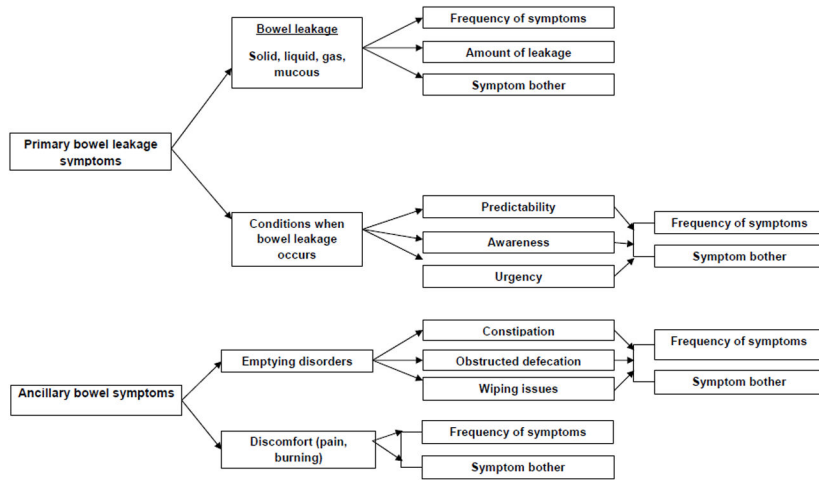 Bowel leakage
Solid, liquid, gas,
mucous
Frequency of symptoms
Amount of leakage
Symptom bother
Primary bowel leakage
symptoms
Conditions when
bowel leakage
occurs
Predictability
Awareness
Urgency
Frequency of symptoms
Symptom bother
Ancillary bowel symptoms
Emptying disorders
Constipation
Obstructed defecation
Wiping issues
Frequency of symptoms
Symptom bother
Discomfort (pain,
burning)
Frequency of symptoms
Symptom bother